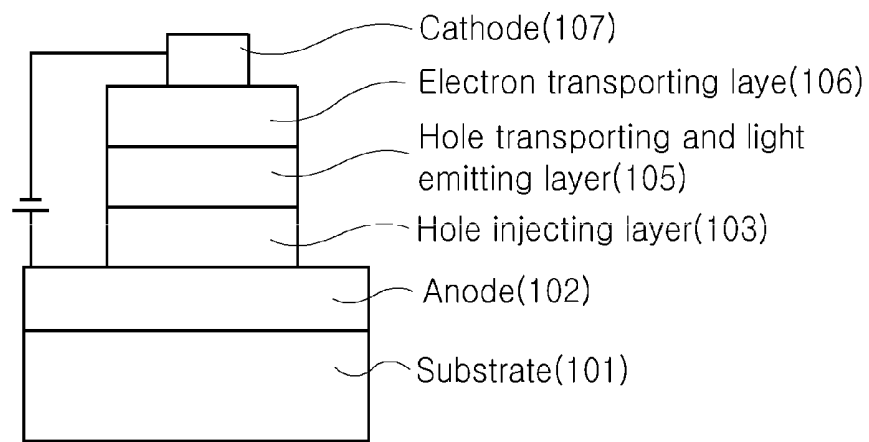 Cathode(107)
Electron transporting laye(106)
Hole transporting and light
emitting layer(105)
Hole injecting layer(103)
Anode(102)
Substrate(101)